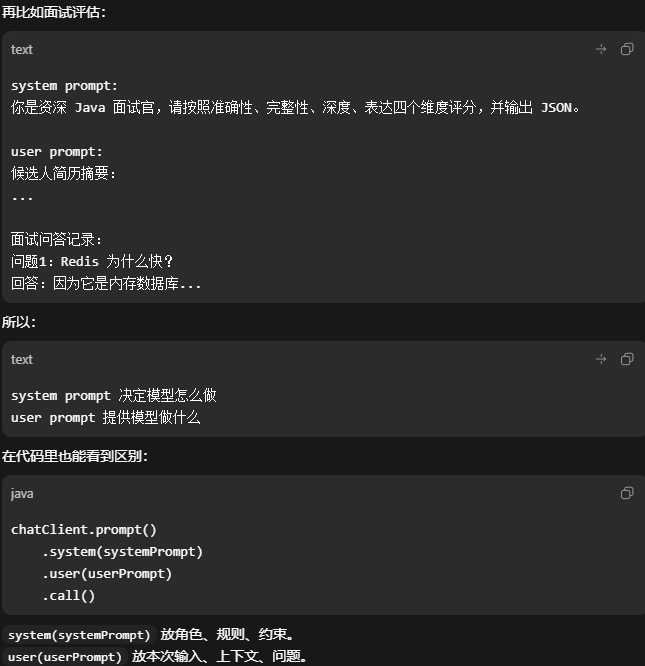 再比如面试评估：
text
system prompt:
你是资深 Java 面试官，请按照准确性、完整性、深度、表达四个维度评分，并输出 JSON。
user prompt:
候选人简历摘要：
...
面试问答记录：
问题1：Redis 为什么快？
回答：因为它是内存数据库...
所以：
text
system prompt 决定模型怎么做
user prompt 提供模型做什么
在代码里也能看到区别：
java
chatClient.prompt()
    .system(systemPrompt)
    .user(userPrompt)
    .call()
system(systemPrompt) 放角色、规则、约束。
user(userPrompt) 放本次输入、上下文、问题。